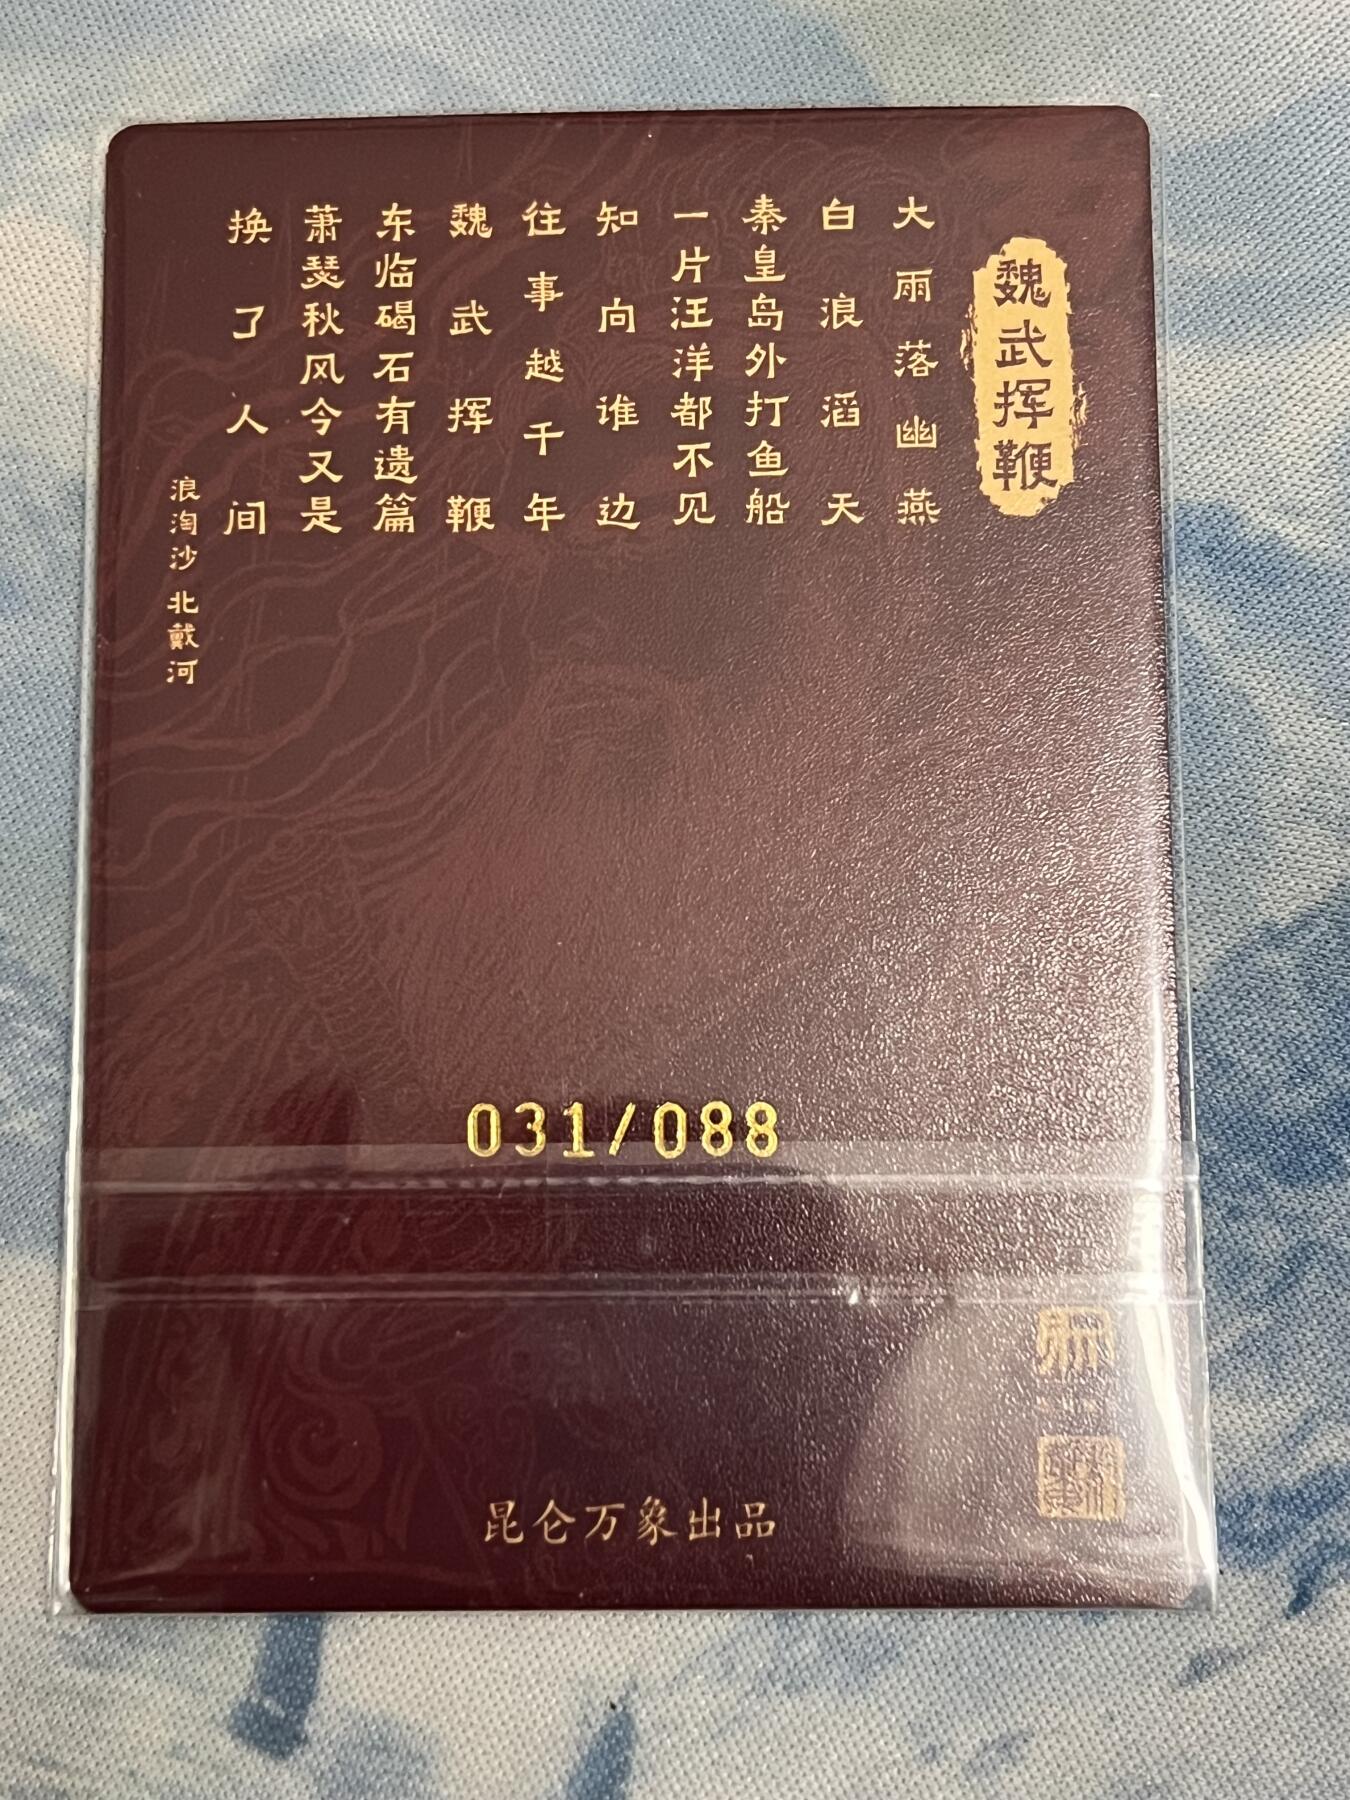 魏武挥鞭
大雨落幽燕
白浪滔天
秦皇岛外打鱼船
一片汪洋都不见
知向谁边
往事越千年
魏武挥鞭
东临碣石有遗篇
萧瑟秋风今又是
换了人间
浪淘沙 北戴河
031/088
昆仑万象出品